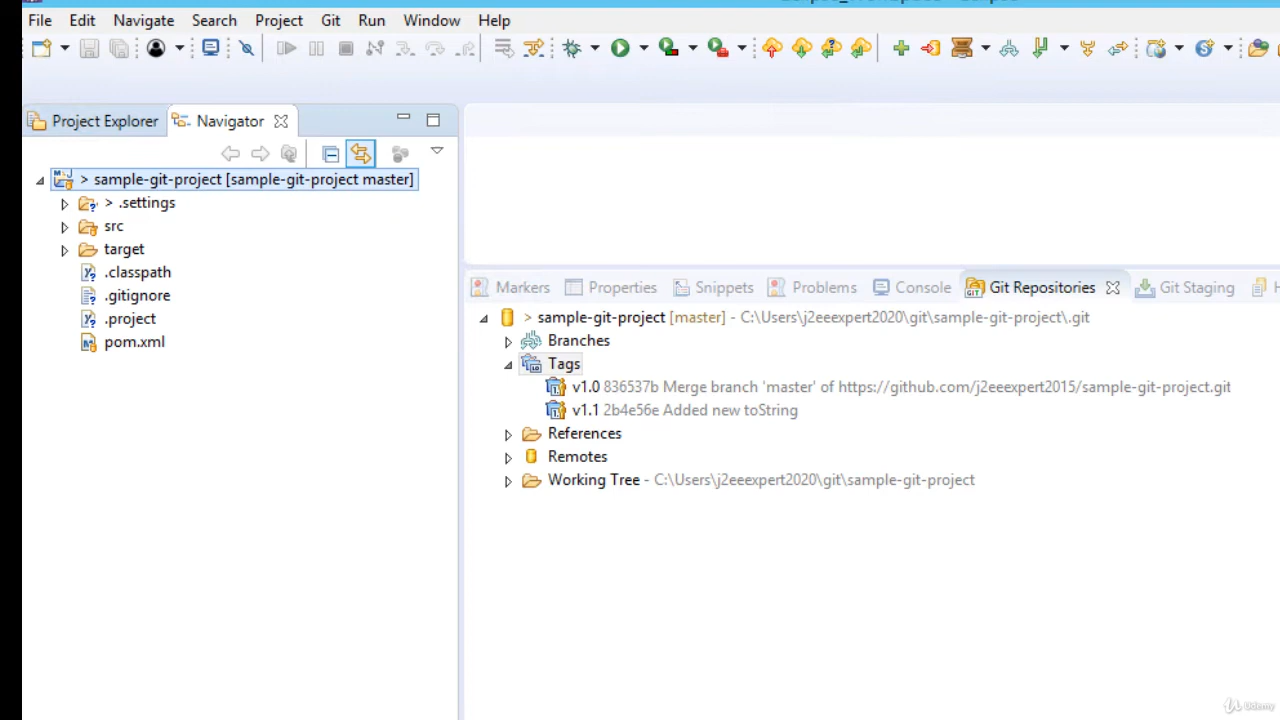 File Edit Navigate Search Project Git Run Window Help
Project Explorer Navigator
> sample-git-project [sample-git-project master]
> .settings
src
target
.classpath
.gitignore
.project
pom.xml
Markers Properties Snippets Problems Console Git Repositories Git Staging
> sample-git-project [master] - C:\Users\j2eeexpert2020\git\sample-git-project\.git
Branches
Tags
v1.0 836537b Merge branch 'master' of https://github.com/j2eeexpert2015/sample-git-project.git
v1.1 2b4e56e Added new toString
References
Remotes
Working Tree - C:\Users\j2eeexpert2020\git\sample-git-project
Udemy